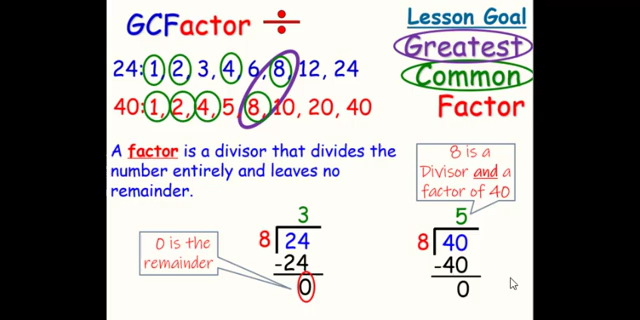 GCFactor ÷
Lesson Goal
Greatest
Common
Factor
24: 1, 2, 3, 4, 6, 8, 12, 24
40: 1, 2, 4, 5, 8, 10, 20, 40
A factor is a divisor that divides the
number entirely and leaves no
remainder.
8 is a
Divisor and a
factor of 40
0 is the
remainder
3
8 24
-24
0
5
8 40
-40
0